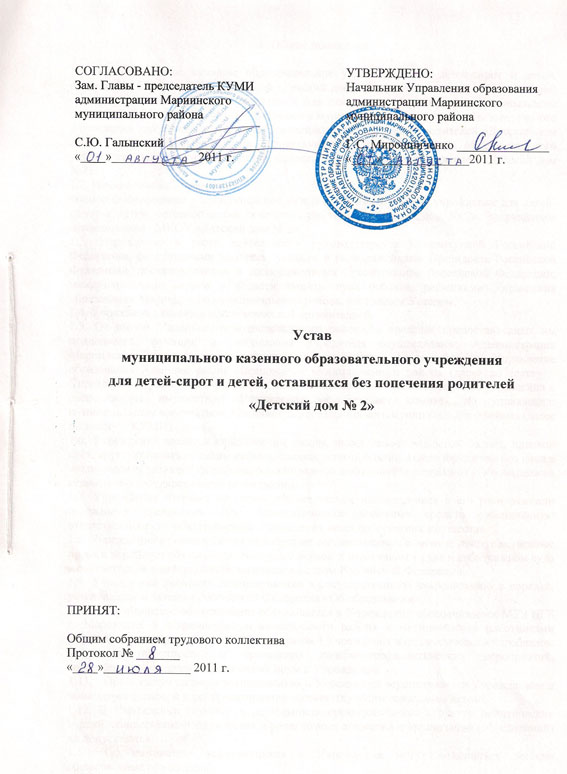 СОГЛАСОВАНО:
Зам. Главы - председатель КУМИ
администрации Мариинского
муниципального района
С.Ю. Галынский
« 01 » августа 2011 г.
УТВЕРЖДЕНО:
Начальник Управления образования
администрации Мариинского
муниципального района
Г.С. Мирошниченко
« 01 » августа 2011 г.
Устав
муниципального казенного образовательного учреждения
для детей-сирот и детей, оставшихся без попечения родителей
«Детский дом № 2»
ПРИНЯТ:
Общим собранием трудового коллектива
Протокол № 8
« 28 » июля 2011 г.